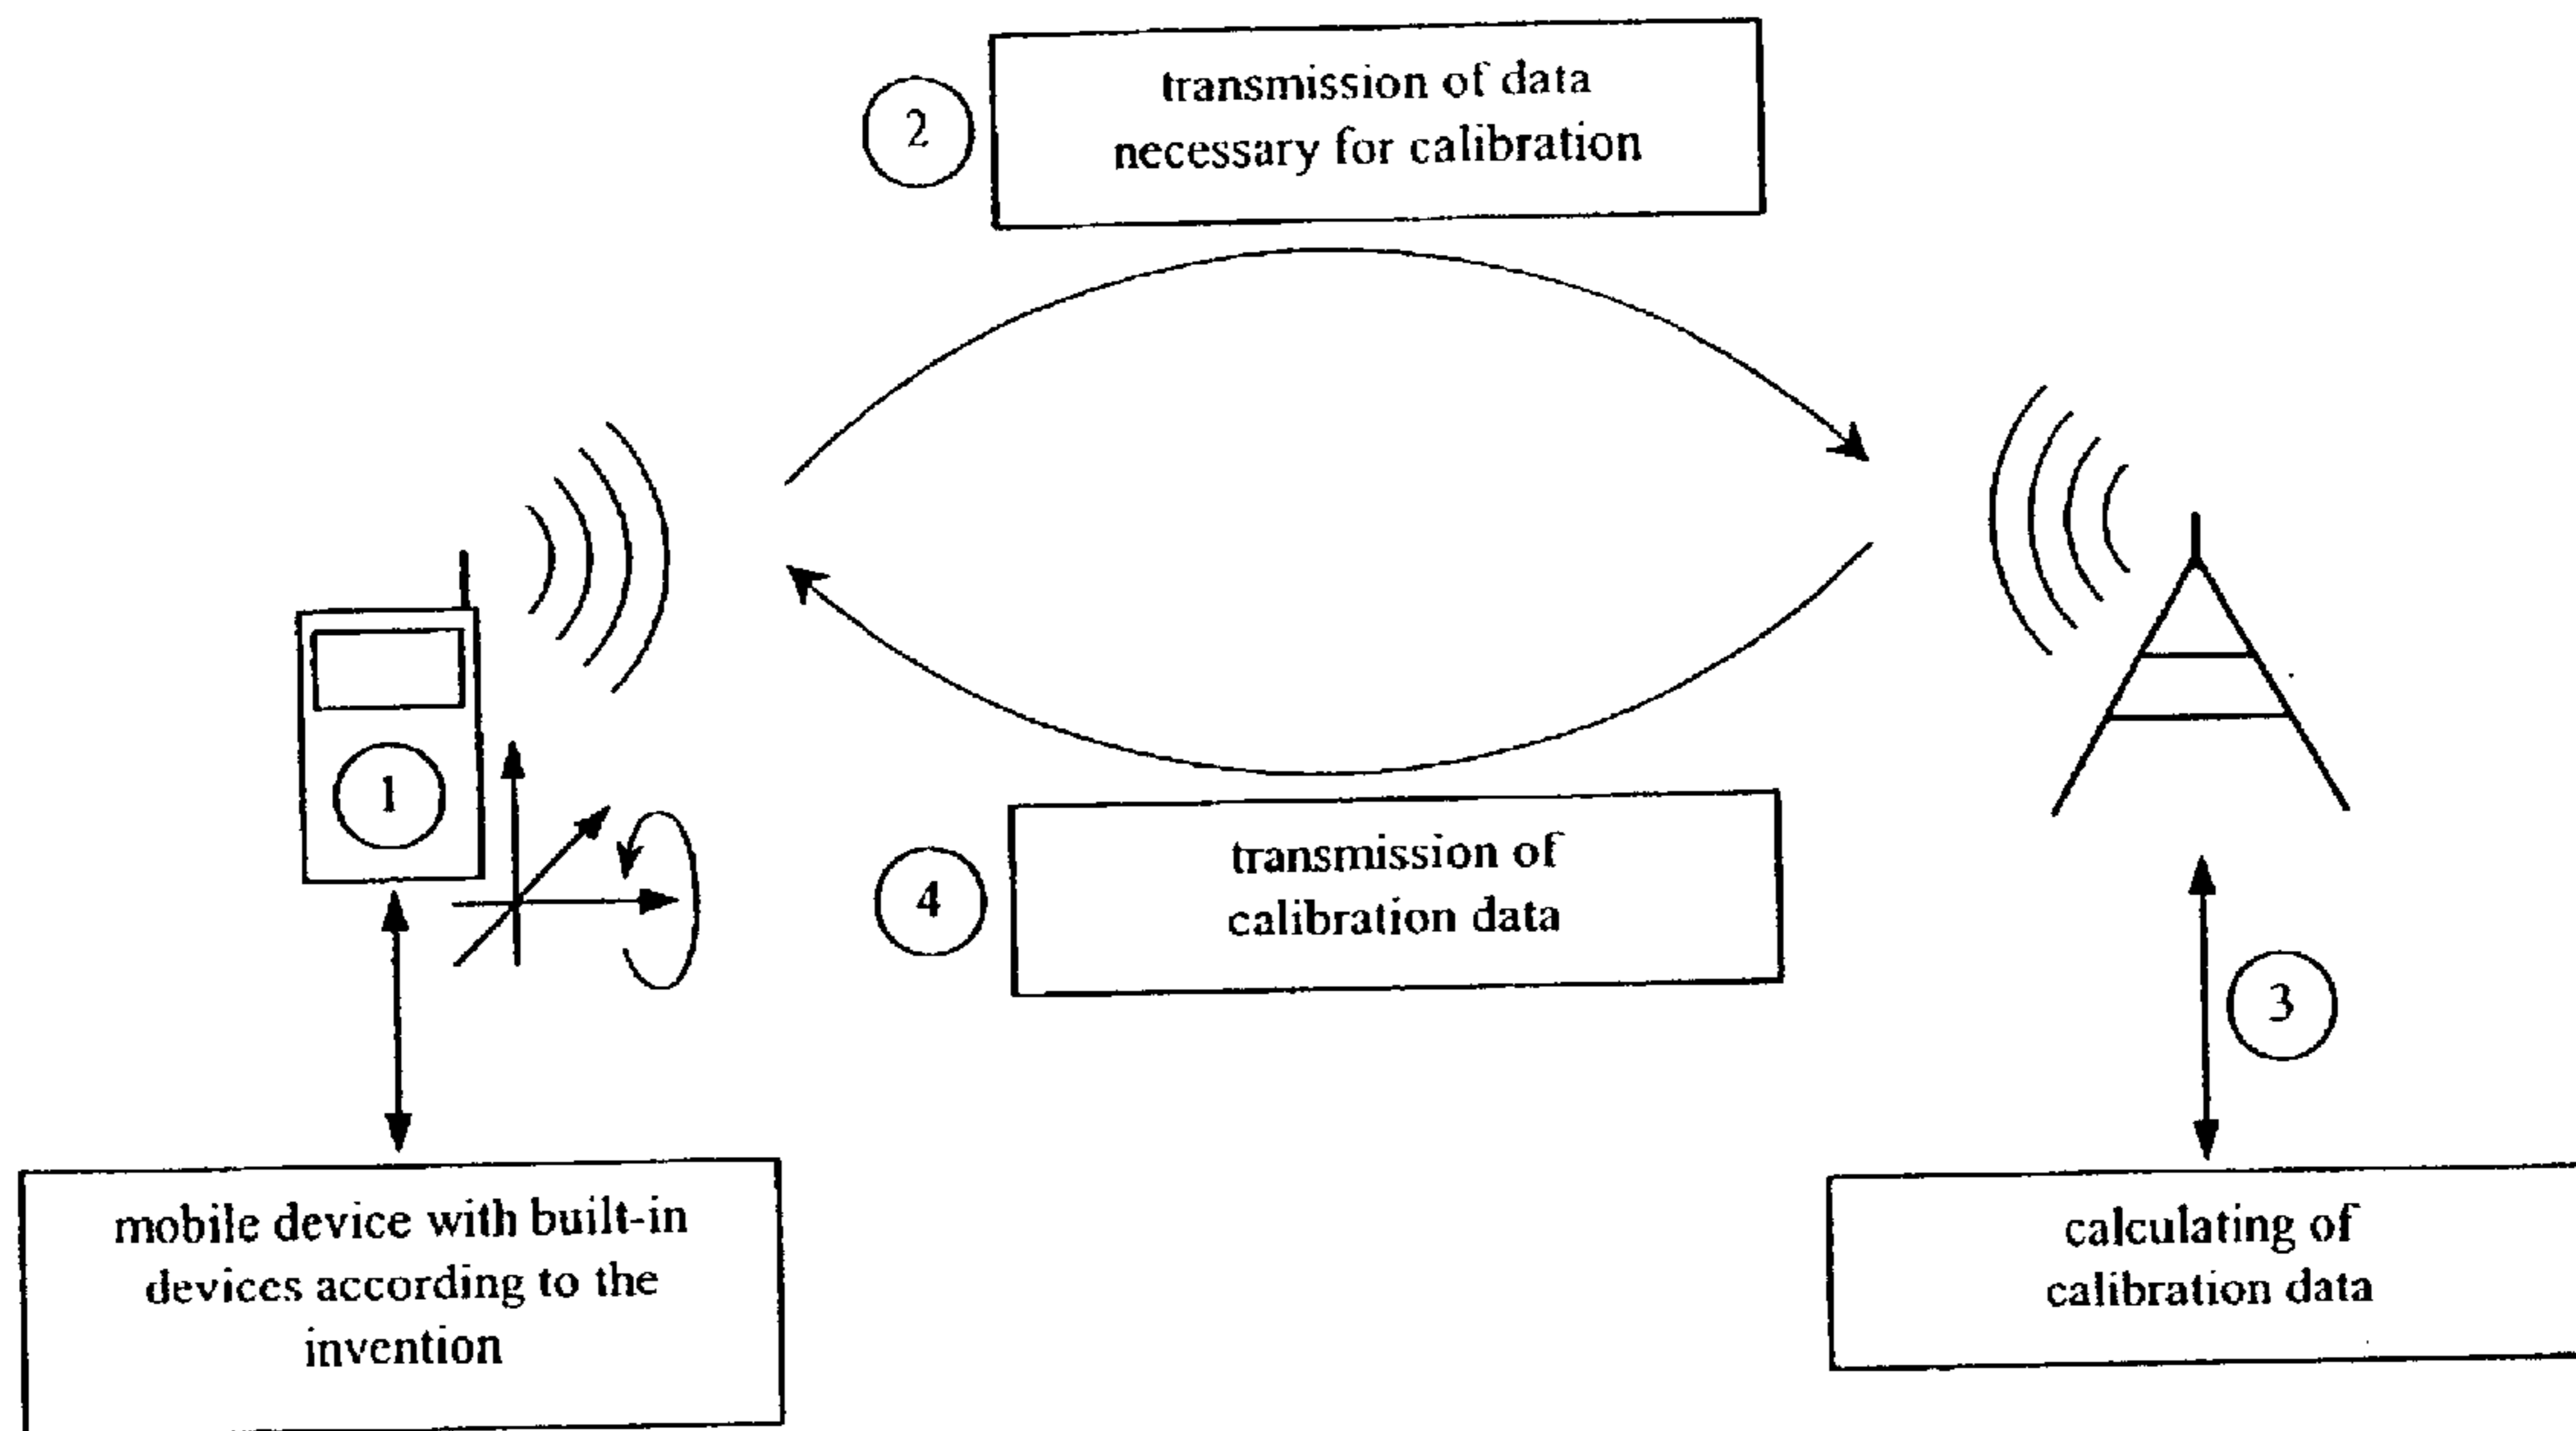 2
transmission of data
necessary for calibration
1
4
transmission of
calibration data
3
mobile device with built-in
devices according to the
invention
calculating of
calibration data